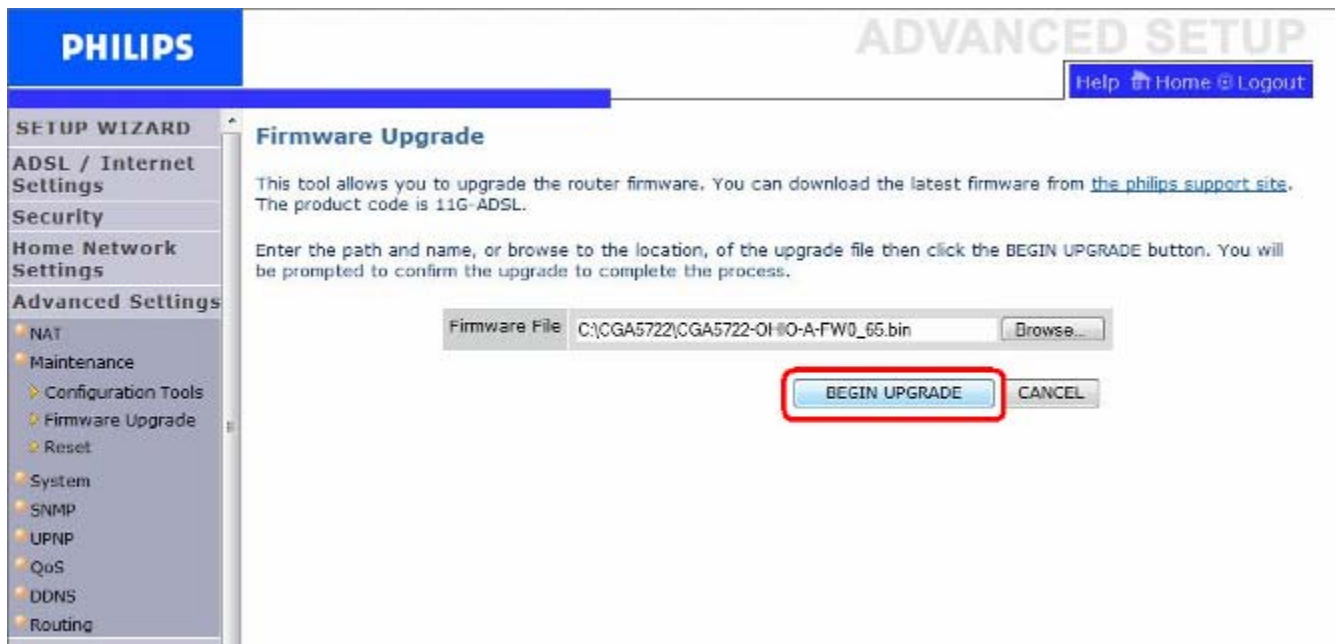 PHILIPS
ADVANCED SETUP
Help Home Logout
SETUP WIZARD
ADSL / Internet
Settings
Security
Home Network
Settings
Advanced Settings
NAT
Maintenance
Configuration Tools
Firmware Upgrade
Reset
System
SNMP
UPNP
QoS
DDNS
Routing
Firmware Upgrade
This tool allows you to upgrade the router firmware. You can download the latest firmware from the philips support site.
The product code is 11G-ADSL.
Enter the path and name, or browse to the location, of the upgrade file then click the BEGIN UPGRADE button. You will
be prompted to confirm the upgrade to complete the process.
Firmware File
Browse...
BEGIN UPGRADE CANCEL